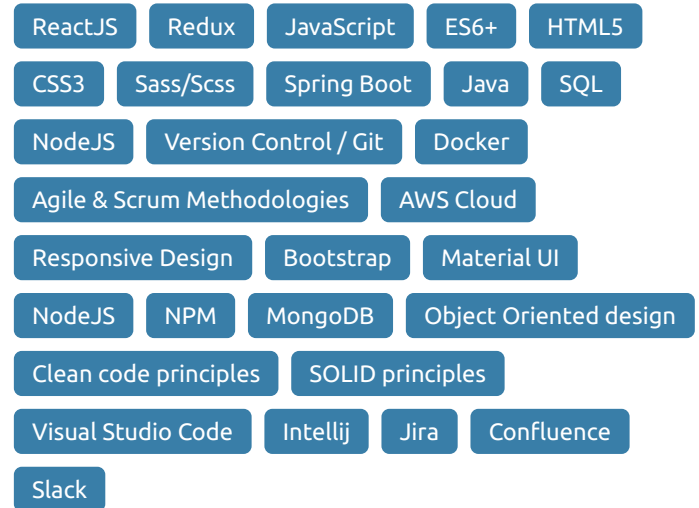 ReactJS Redux JavaScript ES6+ HTML5
CSS3 Sass/Scss Spring Boot Java SQL
NodeJS Version Control / Git Docker
Agile & Scrum Methodologies AWS Cloud
Responsive Design Bootstrap Material UI
NodeJS NPM MongoDB Object Oriented design
Clean code principles SOLID principles
Visual Studio Code Intellij Jira Confluence
Slack